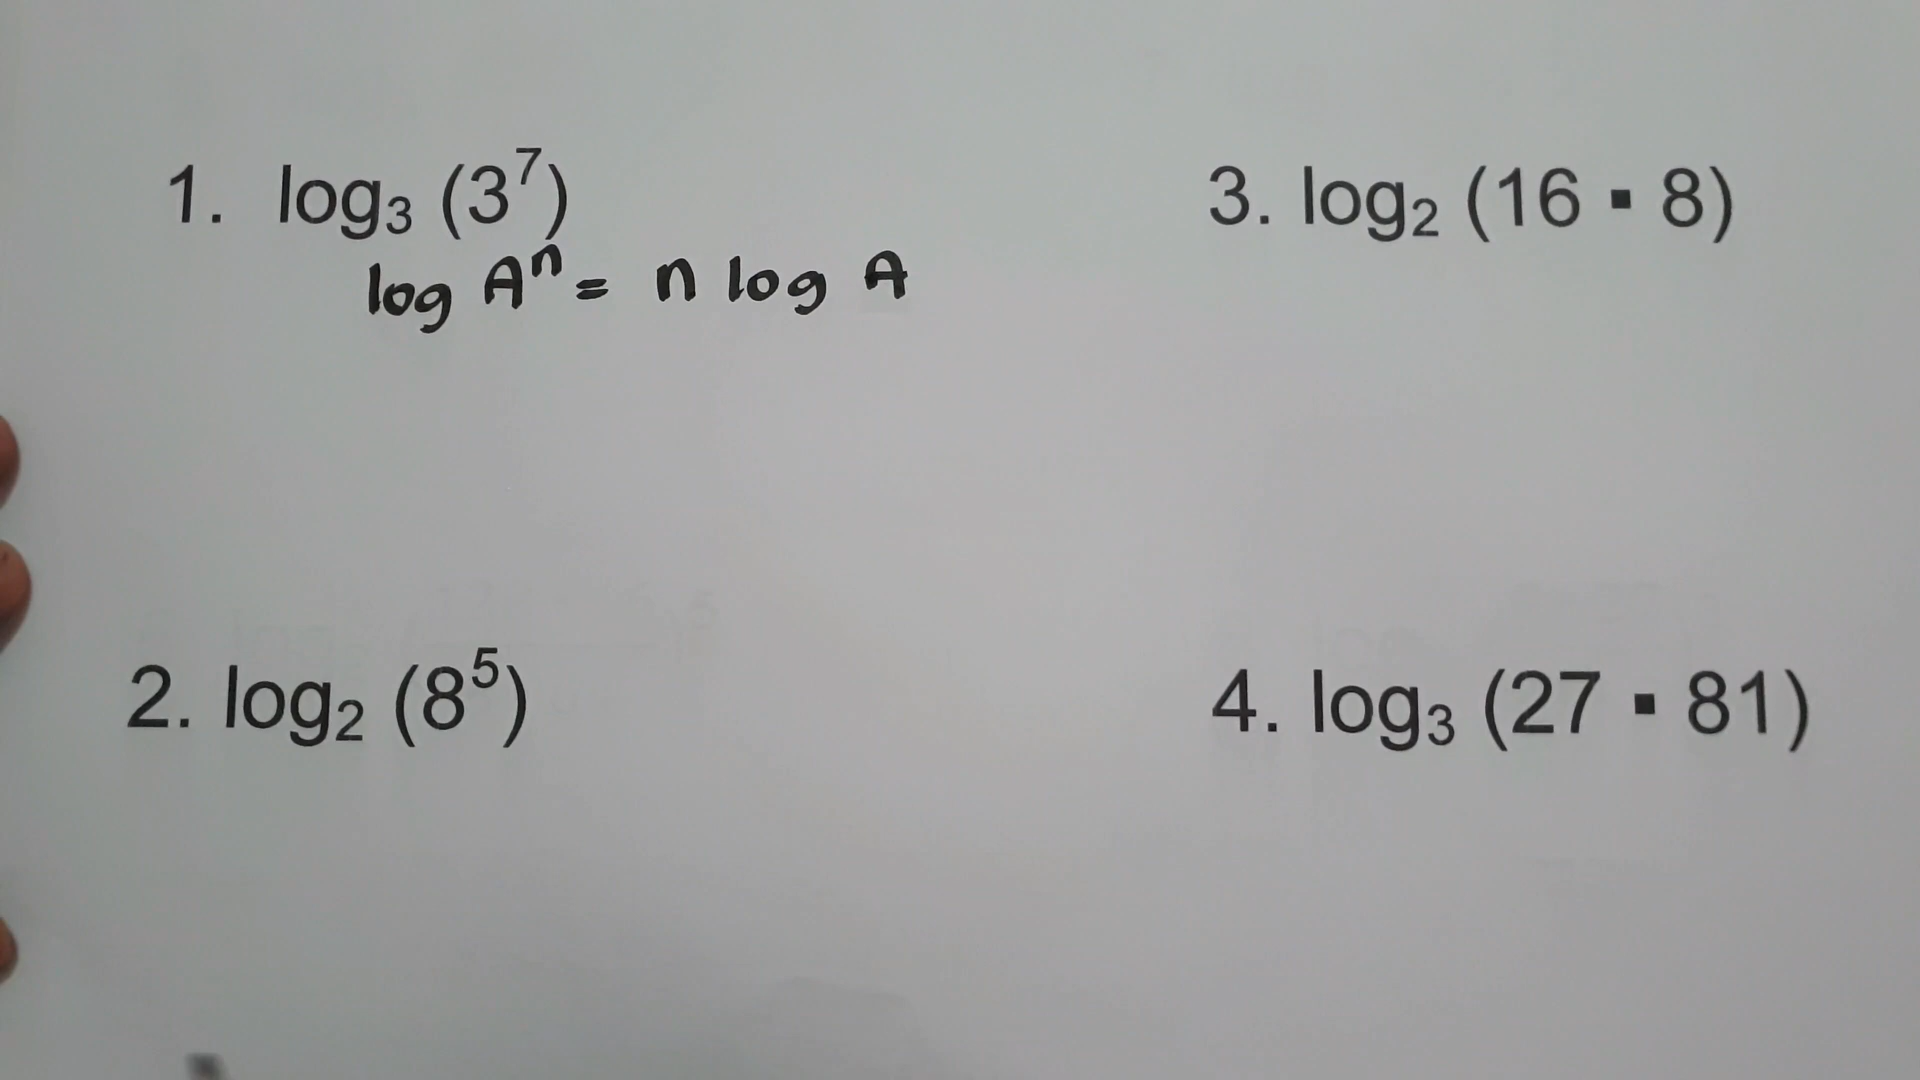 1. log₃ (3⁷)
log Aⁿ = n log A
2. log₂ (8⁵)
3. log₂ (16 ▪ 8)
4. log₃ (27 ▪ 81)